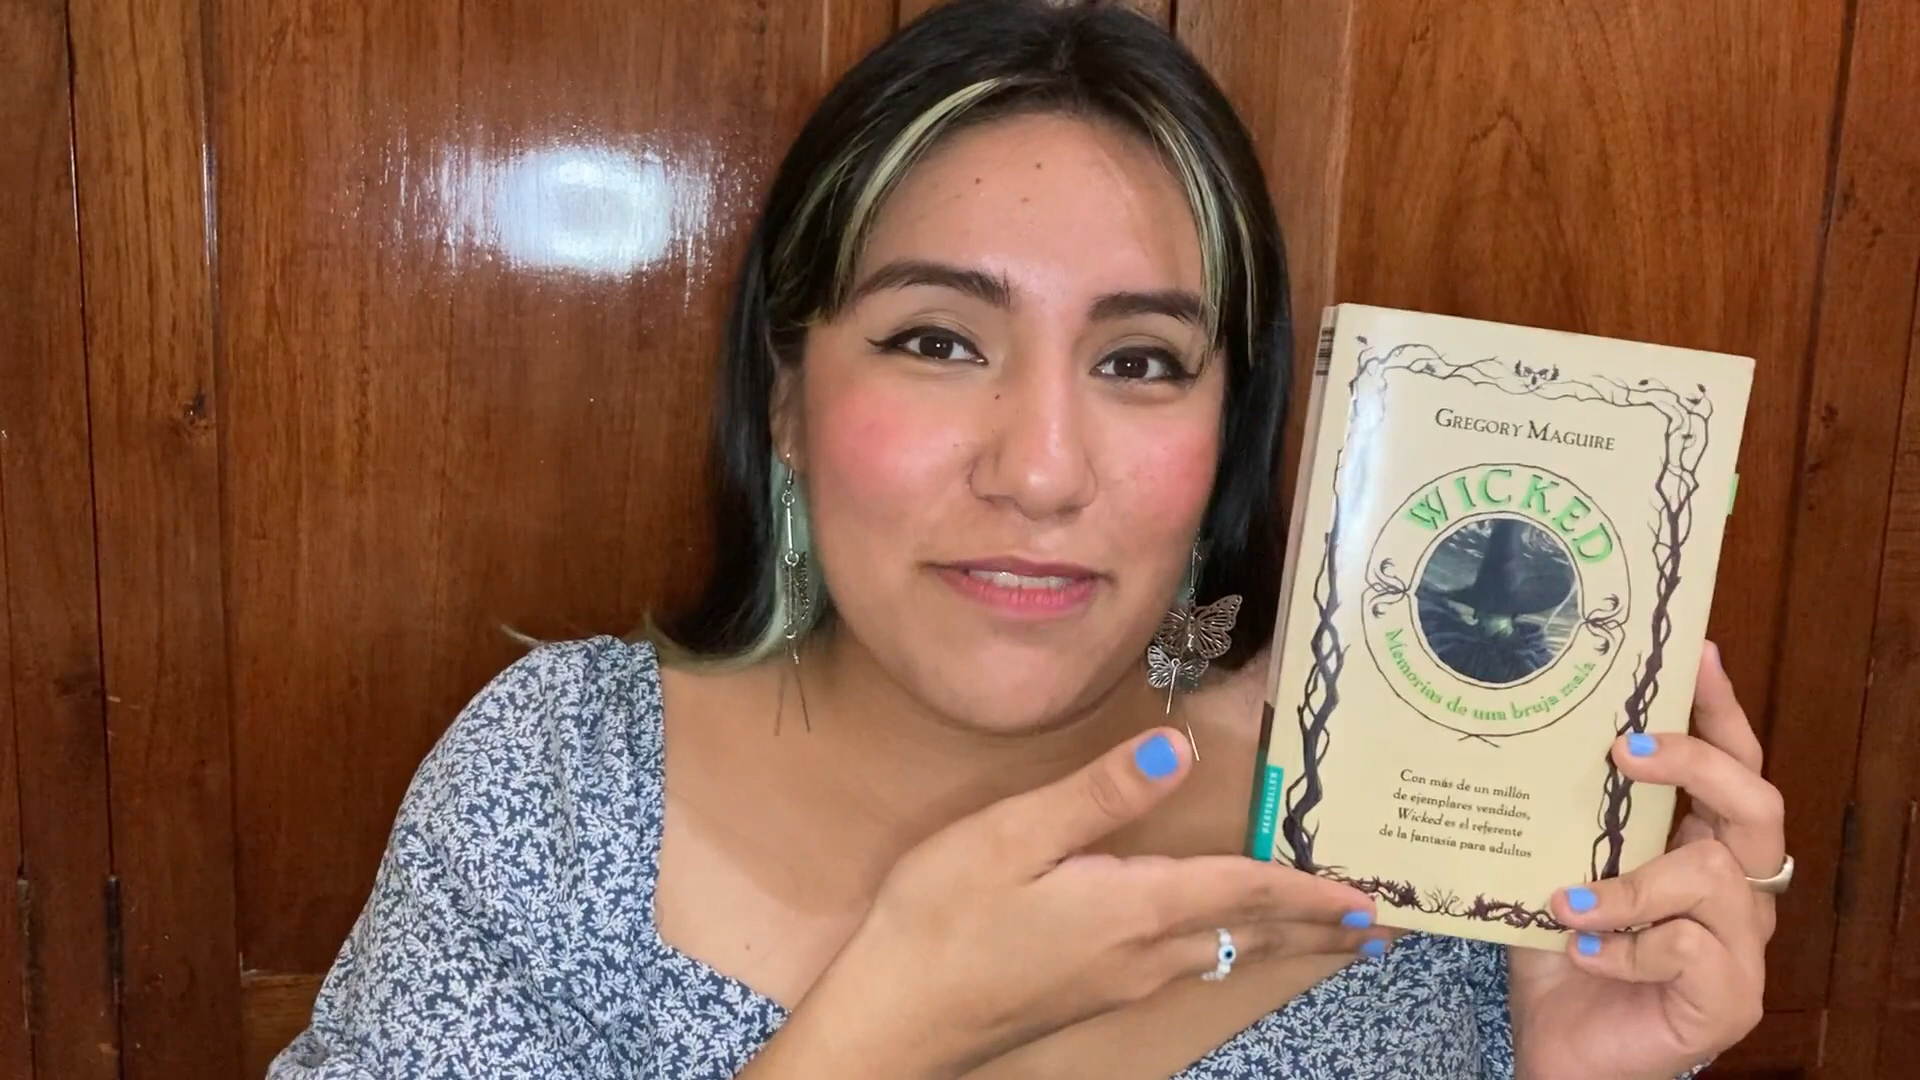 GREGORY MAGUIRE
WICKED
Memorias de una bruja mala
Con más de un millón
de ejemplares vendidos,
Wicked es el referente
de la fantasía para adultos
BESTSELLER